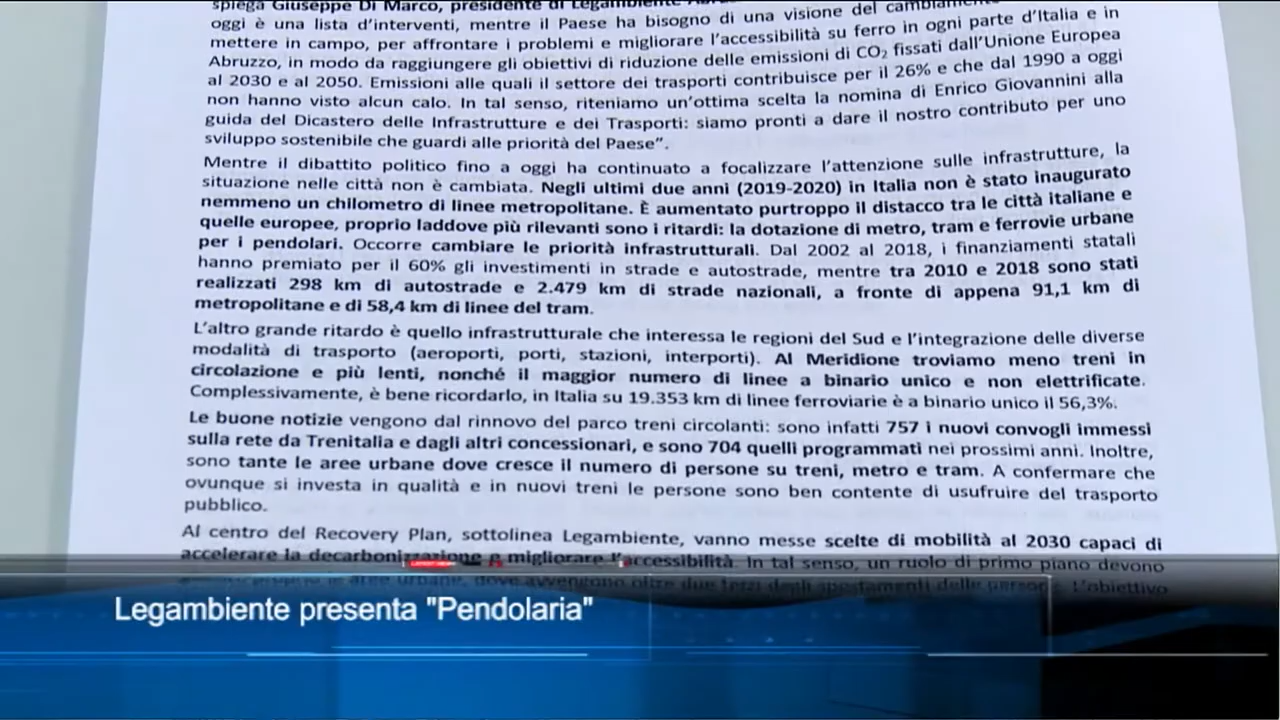 spiega Giuseppe Di Marco, presidente di Legambiente
oggi è una lista d'interventi, mentre il Paese ha bisogno di una visione del
mettere in campo, per affrontare i problemi e migliorare l'accessibilità su ferro in ogni parte d'Italia e in
Abruzzo, in modo da raggiungere gli obiettivi di riduzione delle emissioni di CO₂ fissati dall'Unione Europea
al 2030 e al 2050. Emissioni alle quali il settore dei trasporti contribuisce per il 26% e che dal 1990 a oggi
non hanno visto alcun calo. In tal senso, riteniamo un'ottima scelta la nomina di Enrico Giovannini alla
guida del Dicastero delle Infrastrutture e dei Trasporti: siamo pronti a dare il nostro contributo per uno
sviluppo sostenibile che guardi alle priorità del Paese".
Mentre il dibattito politico fino a oggi ha continuato a focalizzare l'attenzione sulle infrastrutture, la
situazione nelle città non è cambiata. Negli ultimi due anni (2019-2020) in Italia non è stato inaugurato
nemmeno un chilometro di linee metropolitane. È aumentato purtroppo il distacco tra le città italiane e
quelle europee, proprio laddove più rilevanti sono i ritardi: la dotazione di metro, tram e ferrovie urbane
per i pendolari. Occorre cambiare le priorità infrastrutturali. Dal 2002 al 2018, i finanziamenti statali
hanno premiato per il 60% gli investimenti in strade e autostrade, mentre tra 2010 e 2018 sono stati
realizzati 298 km di autostrade e 2.479 km di strade nazionali, a fronte di appena 91,1 km di
metropolitane e di 58,4 km di linee del tram.
L'altro grande ritardo è quello infrastrutturale che interessa le regioni del Sud e l'integrazione delle diverse
modalità di trasporto (aeroporti, porti, stazioni, interporti). Al Meridione troviamo meno treni in
circolazione e più lenti, nonché il maggior numero di linee a binario unico e non elettrificate.
Complessivamente, è bene ricordarlo, in Italia su 19.353 km di linee ferroviarie è a binario unico il 56,3%.
Le buone notizie vengono dal rinnovo del parco treni circolanti: sono infatti 757 i nuovi convogli immessi
sulla rete da Trenitalia e dagli altri concessionari, e sono 704 quelli programmati nei prossimi anni. Inoltre,
sono tante le aree urbane dove cresce il numero di persone su treni, metro e tram. A confermare che
ovunque si investa in qualità e in nuovi treni le persone sono ben contente di usufruire del trasporto
pubblico.
Al centro del Recovery Plan, sottolinea Legambiente, vanno messe scelte di mobilità al 2030 capaci di
accelerare la decarbonizzazione e migliorare l'accessibilità. In tal senso, un ruolo di primo piano devono
le aree urbane, dove avvengono oltre due terzi degli spostamenti delle persone. L'obiettivo
Legambiente presenta "Pendolaria"